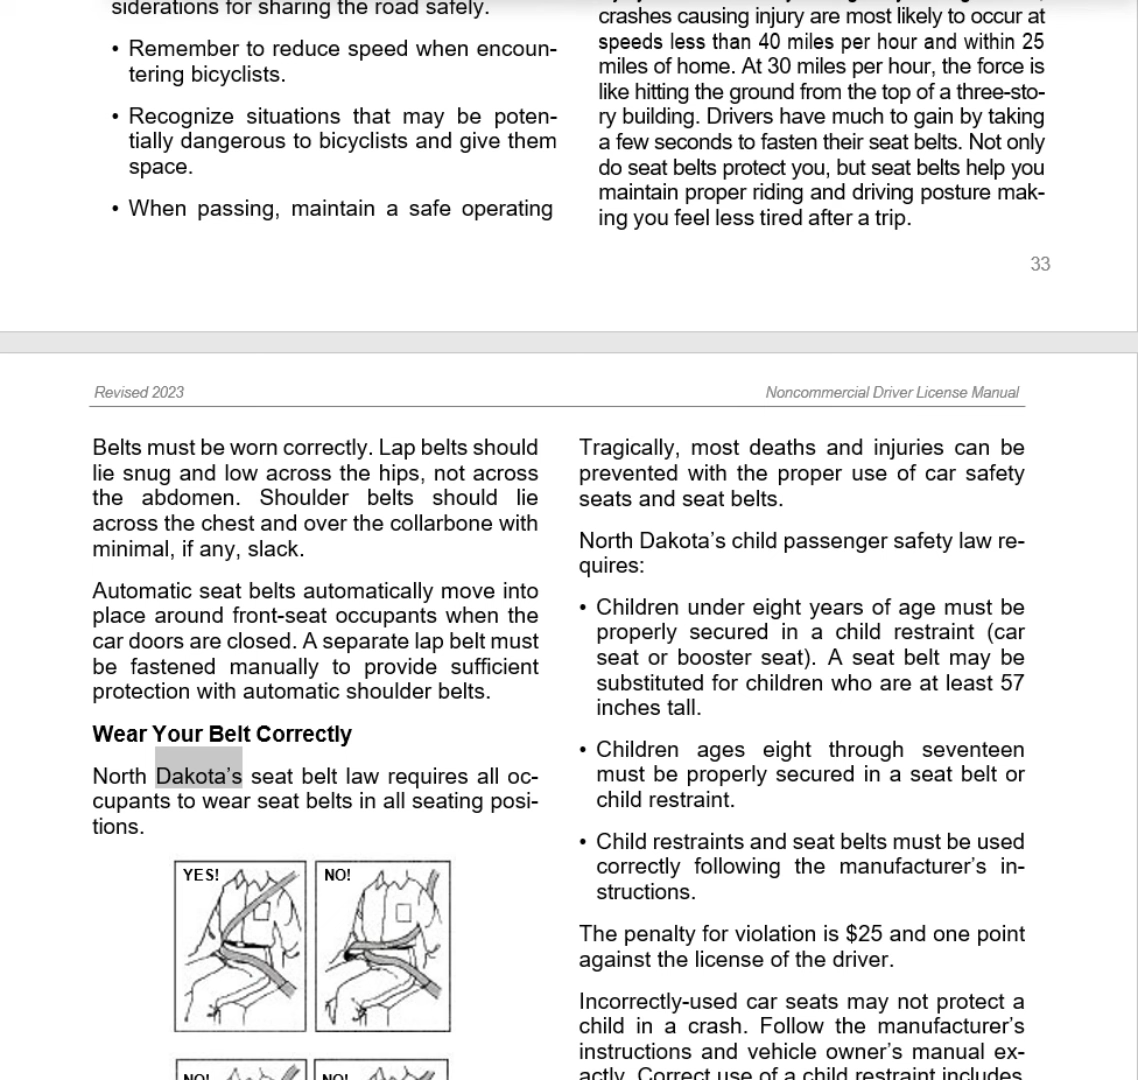 siderations for sharing the road safely.
• Remember to reduce speed when encoun-
tering bicyclists.
• Recognize situations that may be poten-
tially dangerous to bicyclists and give them
space.
• When passing, maintain a safe operating
crashes causing injury are most likely to occur at
speeds less than 40 miles per hour and within 25
miles of home. At 30 miles per hour, the force is
like hitting the ground from the top of a three-sto-
ry building. Drivers have much to gain by taking
a few seconds to fasten their seat belts. Not only
do seat belts protect you, but seat belts help you
maintain proper riding and driving posture mak-
ing you feel less tired after a trip.
33
Revised 2023
Noncommercial Driver License Manual
Belts must be worn correctly. Lap belts should
lie snug and low across the hips, not across
the abdomen. Shoulder belts should lie
across the chest and over the collarbone with
minimal, if any, slack.
Automatic seat belts automatically move into
place around front-seat occupants when the
car doors are closed. A separate lap belt must
be fastened manually to provide sufficient
protection with automatic shoulder belts.
Wear Your Belt Correctly
North Dakota’s seat belt law requires all oc-
cupants to wear seat belts in all seating posi-
tions.
YES!
NO!
NO!
NO!
Tragically, most deaths and injuries can be
prevented with the proper use of car safety
seats and seat belts.
North Dakota’s child passenger safety law re-
quires:
• Children under eight years of age must be
properly secured in a child restraint (car
seat or booster seat). A seat belt may be
substituted for children who are at least 57
inches tall.
• Children ages eight through seventeen
must be properly secured in a seat belt or
child restraint.
• Child restraints and seat belts must be used
correctly following the manufacturer’s in-
structions.
The penalty for violation is $25 and one point
against the license of the driver.
Incorrectly-used car seats may not protect a
child in a crash. Follow the manufacturer’s
instructions and vehicle owner’s manual ex-
actly. Correct use of a child restraint includes